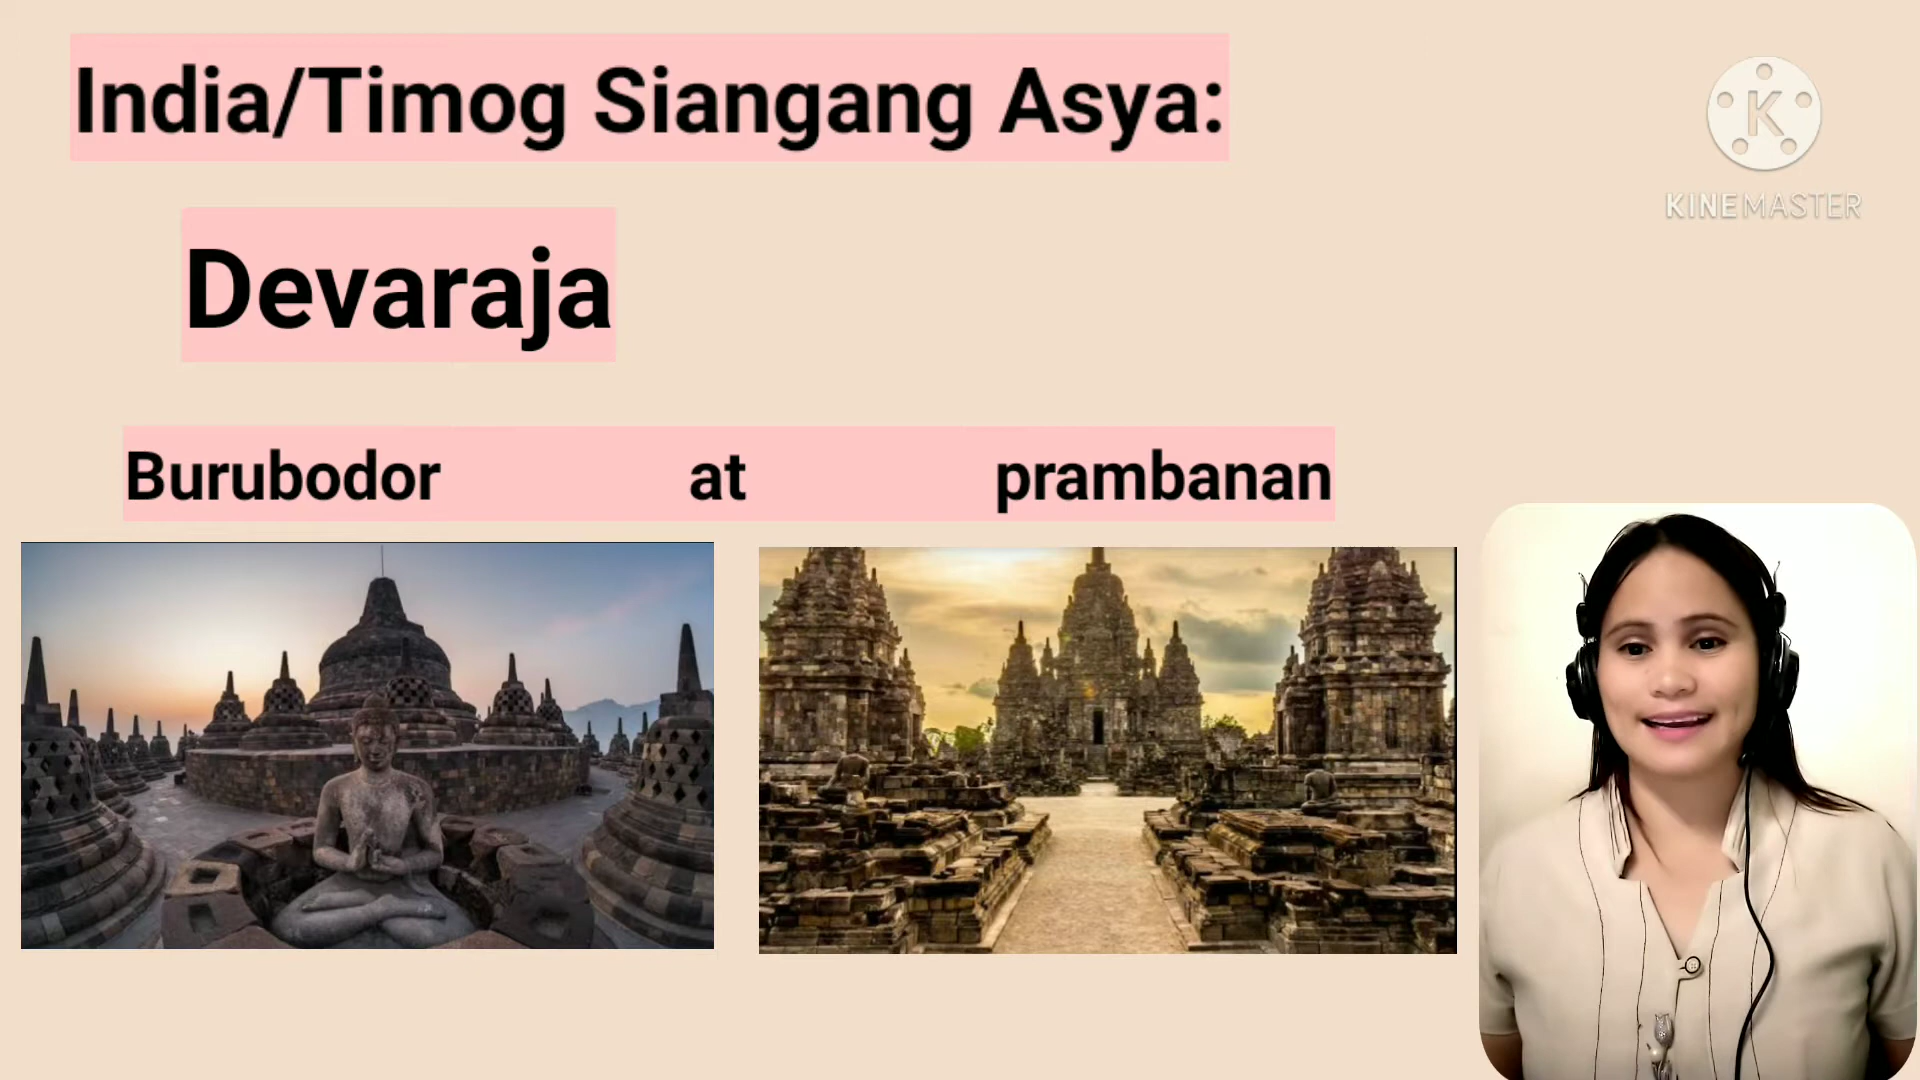 India/Timog Siangang Asya:
Devaraja
Burubodor at prambanan
K
KINEMASTER